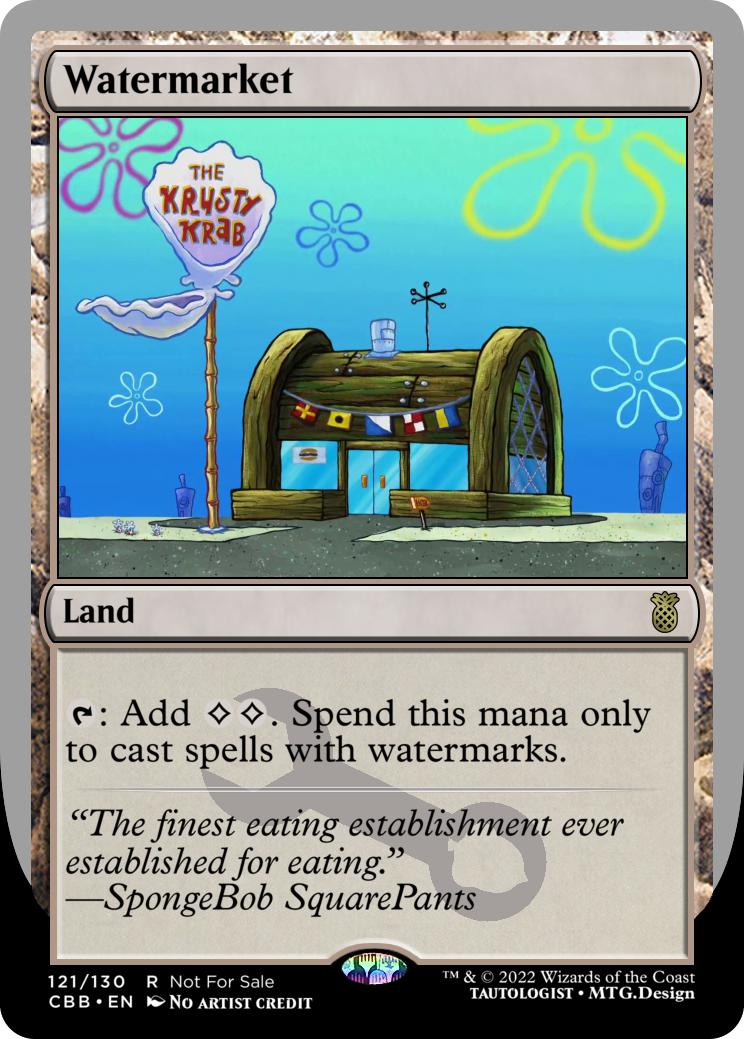 Watermarket
THE
KRUSTY
KRAB
Land
: Add . Spend this mana only
to cast spells with watermarks.
“The finest eating establishment ever
established for eating.”
—SpongeBob SquarePants
121/130 R Not For Sale
CBB • EN No Artist Credit
™ & © 2022 Wizards of the Coast
TAUTOLOGIST • MTG.Design